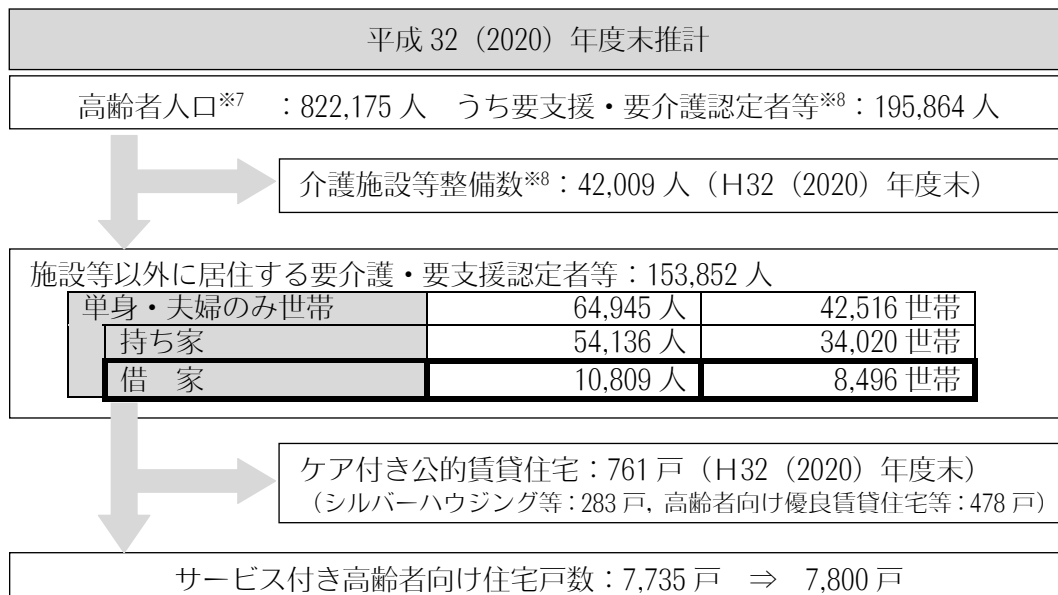 平成 32（2020）年度末推計
高齢者人口※7 ：822,175 人 うち要支援・要介護認定者等※8：195,864 人
介護施設等整備数※8：42,009 人（H32（2020）年度末）
施設等以外に居住する要介護・要支援認定者等：153,852 人
単身・夫婦のみ世帯 64,945 人 42,516 世帯
持ち家 54,136 人 34,020 世帯
借 家 10,809 人 8,496 世帯
ケア付き公的賃貸住宅：761 戸（H32（2020）年度末）
（シルバーハウジング等：283 戸, 高齢者向け優良賃貸住宅等：478 戸）
サービス付き高齢者向け住宅戸数：7,735 戸 ⇒ 7,800 戸